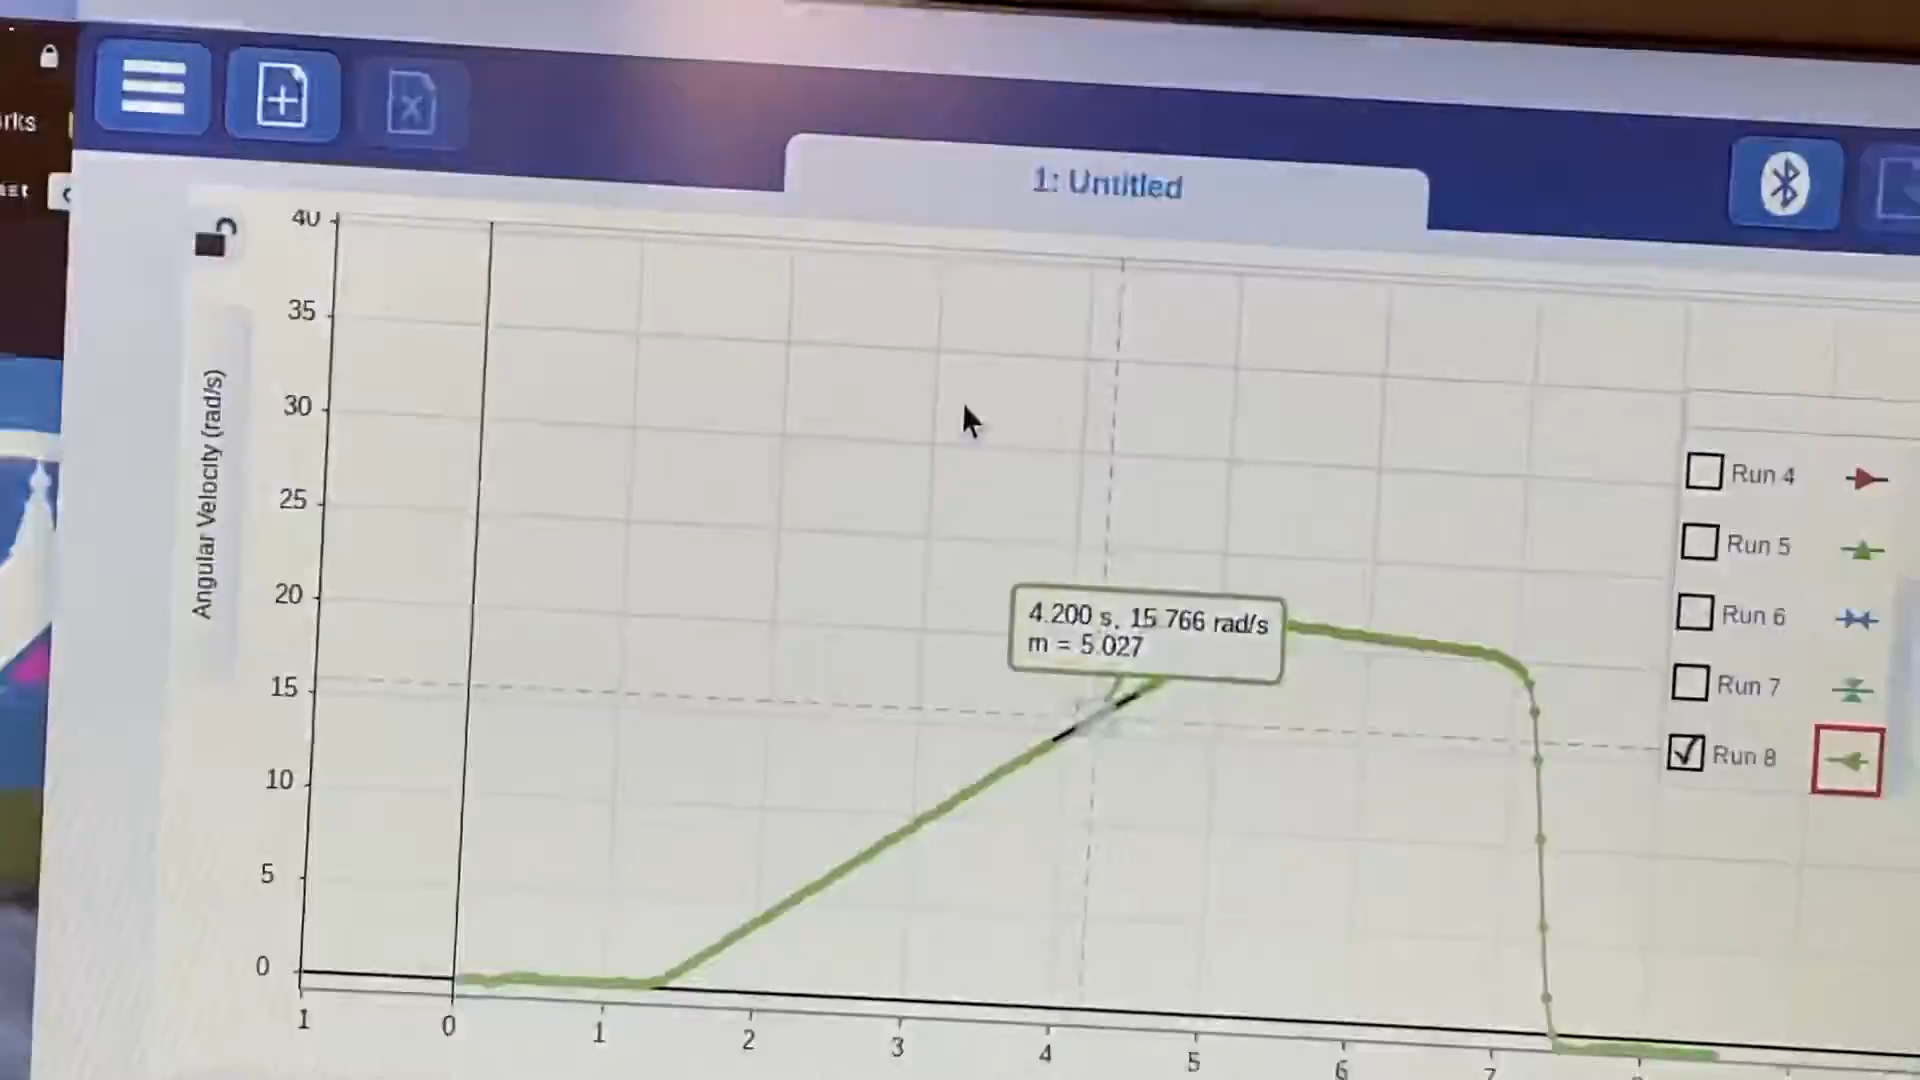 rks
1: Untitled
40
35
30
25
20
15
10
5
0
Angular Velocity (rad/s)
4.200 s, 15.766 rad/s
m = 5.027
Run 4
Run 5
Run 6
Run 7
Run 8
1 0 1 2 3 4 5 6 7